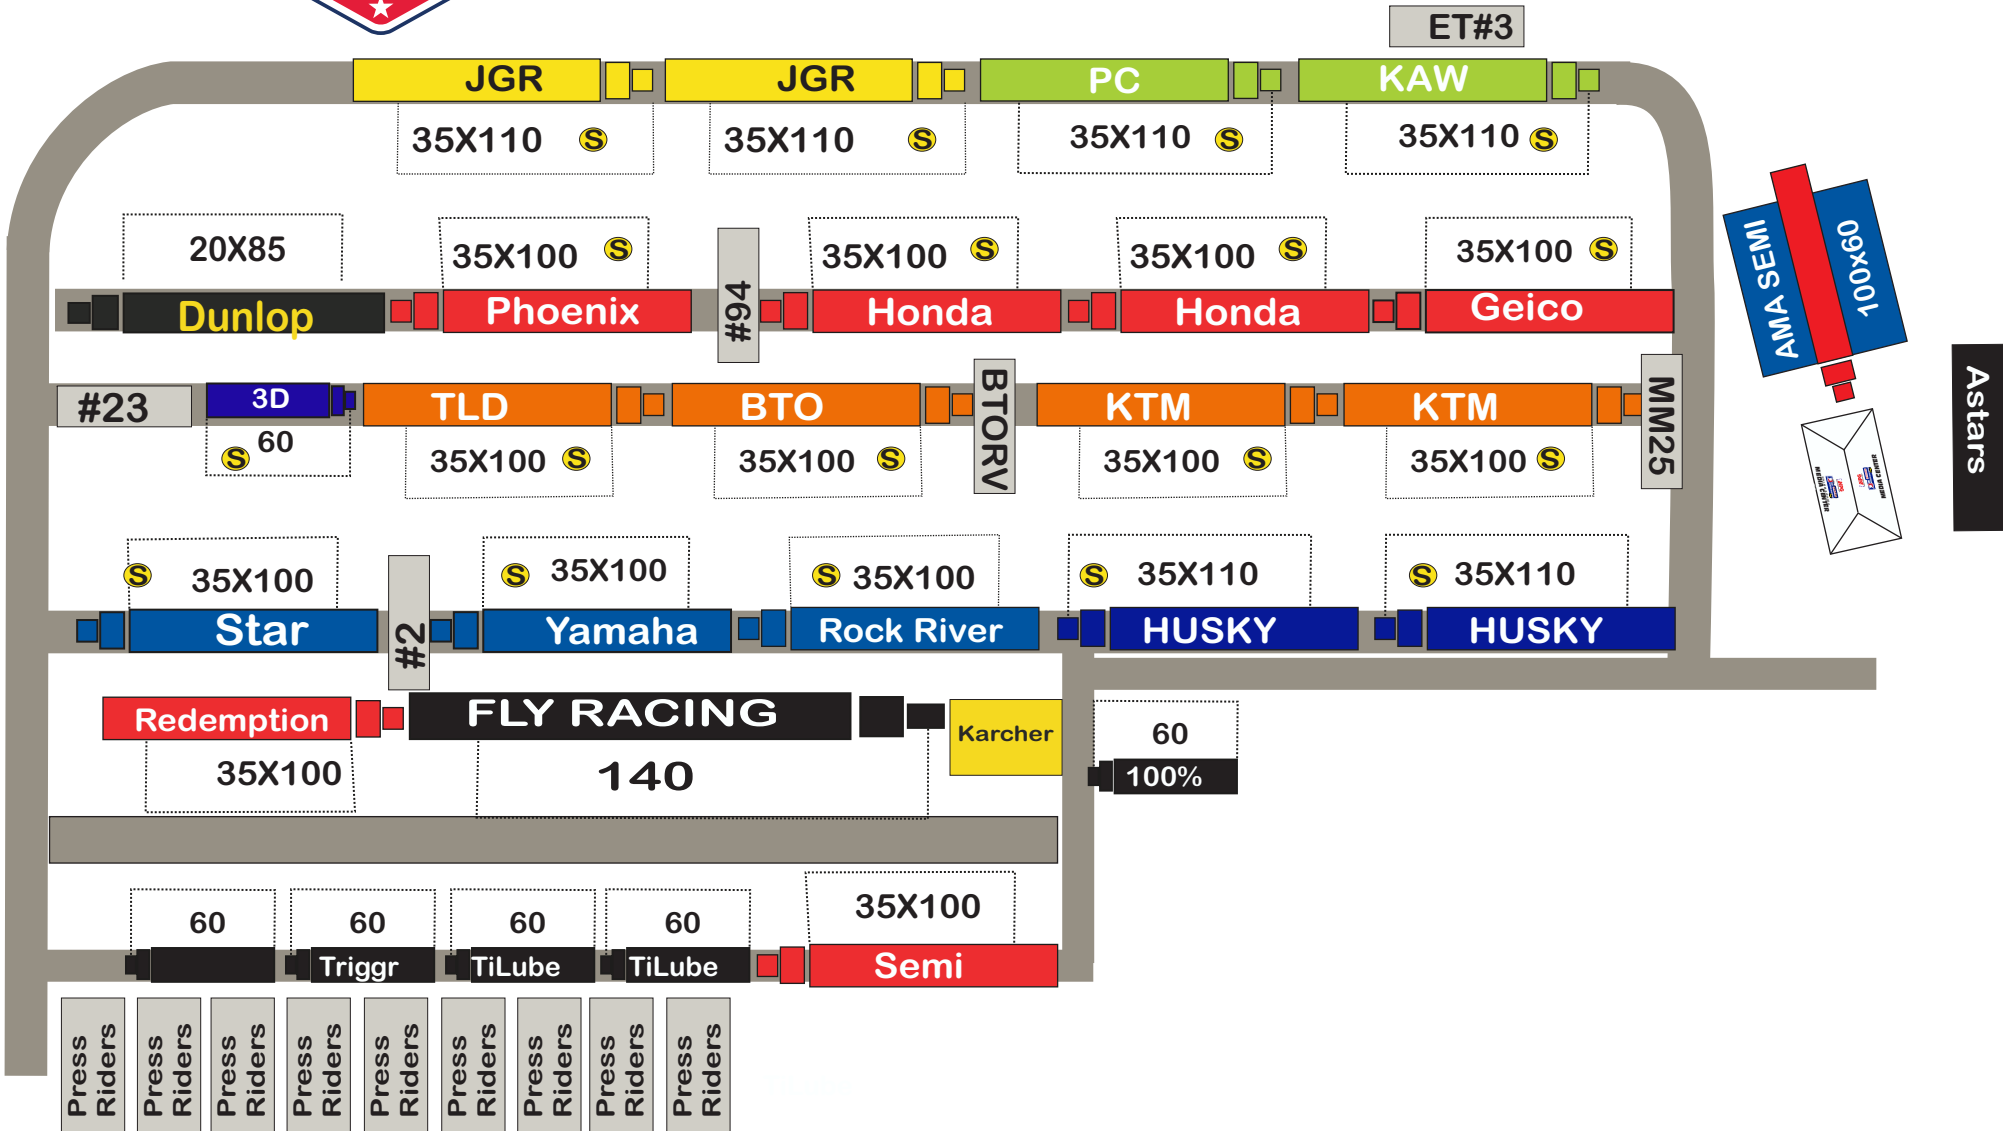 ET#3
JGR
JGR
PC
KAW
35X110 S
35X110 S
35X110 S
35X110 S
20X85
35X100 S
35X100 S
35X100 S
35X100 S
AMA SEMI
100x60
Dunlop
Phoenix
#94
Honda
Honda
Geico
Astars
#23
3D
TLD
BTO
BTORV
KTM
KTM
MM25
S 60
35X100 S
35X100 S
35X100 S
35X100 S
MEDIA CENTER
MEDIA CENTER
S 35X100
S 35X100
S 35X100
S 35X110
S 35X110
Star
#2
Yamaha
Rock River
HUSKY
HUSKY
Redemption
FLY RACING
Karcher
60
100%
35X100
140
60
60
60
60
35X100
Triggr
TiLube
TiLube
Semi
Press
Riders
Press
Riders
Press
Riders
Press
Riders
Press
Riders
Press
Riders
Press
Riders
Press
Riders
Press
Riders